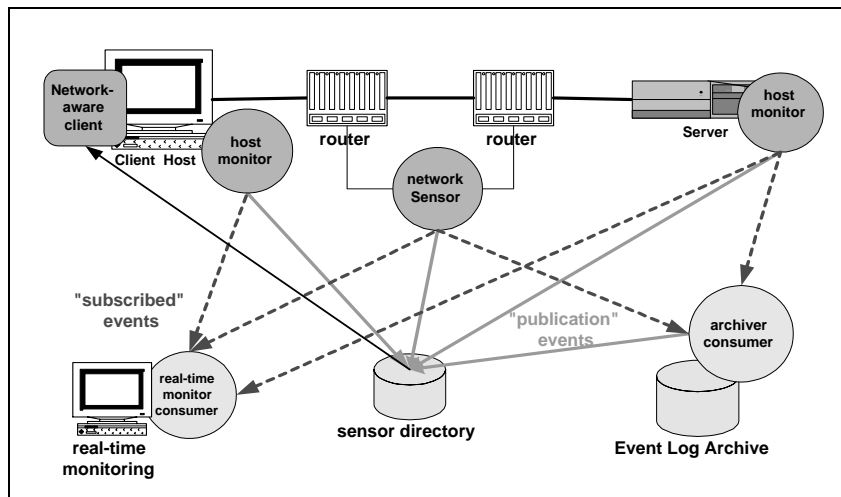 Network-
aware
client
Client Host
host
monitor
router
router
network
Sensor
Server
host
monitor
"subscribed"
events
"publication"
events
archiver
consumer
real-time
monitor
consumer
real-time
monitoring
sensor directory
Event Log Archive